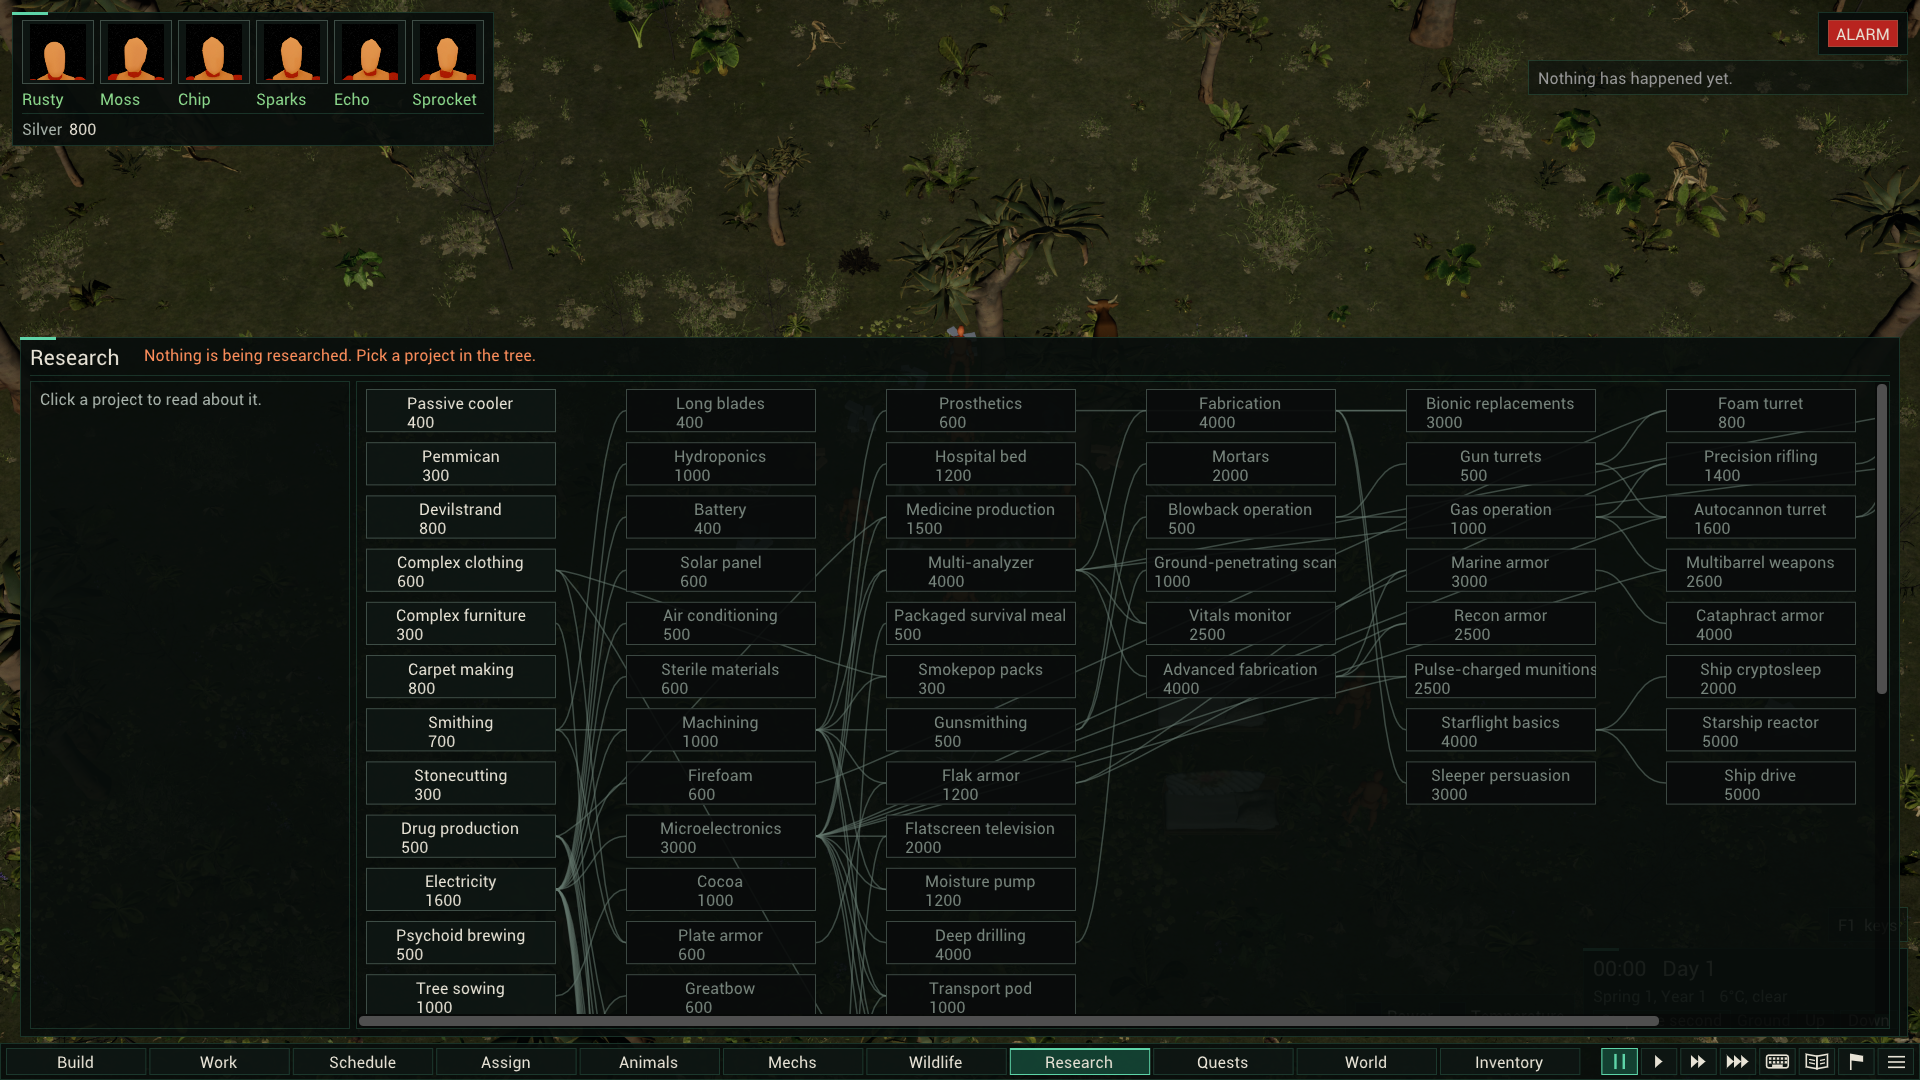 Rusty Moss Chip Sparks Echo Sprocket
Silver 800
ALARM
Nothing has happened yet.
Research
Nothing is being researched. Pick a project in the tree.
Click a project to read about it.
Passive cooler
400
Pemmican
300
Devilstrand
800
Complex clothing
600
Complex furniture
300
Carpet making
800
Smithing
700
Stonecutting
300
Drug production
500
Electricity
1600
Psychoid brewing
500
Tree sowing
1000
Long blades
400
Hydroponics
1000
Battery
400
Solar panel
600
Air conditioning
500
Sterile materials
600
Machining
1000
Firefoam
600
Microelectronics
3000
Cocoa
1000
Plate armor
600
Greatbow
600
Prosthetics
600
Hospital bed
1200
Medicine production
1500
Multi-analyzer
4000
Packaged survival meal
500
Smokepop packs
300
Gunsmithing
500
Flak armor
1200
Flatscreen television
2000
Moisture pump
1200
Deep drilling
4000
Transport pod
1000
Fabrication
4000
Mortars
2000
Blowback operation
500
Ground-penetrating scan
1000
Vitals monitor
2500
Advanced fabrication
4000
Bionic replacements
3000
Gun turrets
500
Gas operation
1000
Marine armor
3000
Recon armor
2500
Pulse-charged munitions
2500
Starflight basics
4000
Sleeper persuasion
3000
Foam turret
800
Precision rifling
1400
Autocannon turret
1600
Multibarrel weapons
2600
Cataphract armor
4000
Ship cryptosleep
2000
Starship reactor
5000
Ship drive
5000
F1 keys
00:00 Day 1
Spring 1, Year 1 6°C, clear
Build Work Schedule Assign Animals Mechs Wildlife Research Quests World Inventory